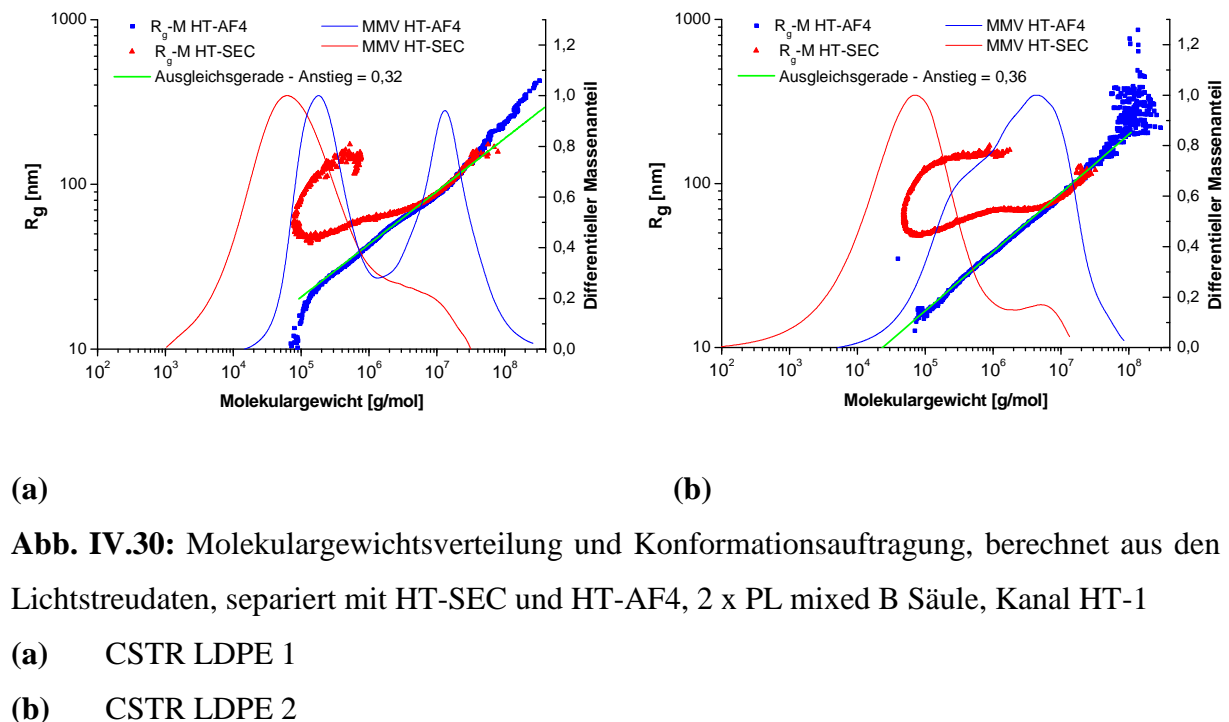 1000
R_g-M HT-AF4
MMV HT-AF4
R_g-M HT-SEC
MMV HT-SEC
Ausgleichsgerade - Anstieg = 0,32
100
10
R_g [nm]
1,2
1,0
0,8
0,6
0,4
0,2
0,0
Differentieller Massenanteil
10^2 10^3 10^4 10^5 10^6 10^7 10^8
Molekulargewicht [g/mol]
1000
R_g-M HT-AF4
MMV HT-AF4
R_g-M HT-SEC
MMV HT-SEC
Ausgleichsgerade - Anstieg = 0,36
100
10
R_g [nm]
1,2
1,0
0,8
0,6
0,4
0,2
0,0
Differentieller Massenanteil
10^2 10^3 10^4 10^5 10^6 10^7 10^8
Molekulargewicht [g/mol]
(a) (b)
Abb. IV.30: Molekulargewichtsverteilung und Konformationsauftragung, berechnet aus den
Lichtstreudaten, separiert mit HT-SEC und HT-AF4, 2 x PL mixed B Säule, Kanal HT-1
(a) CSTR LDPE 1
(b) CSTR LDPE 2